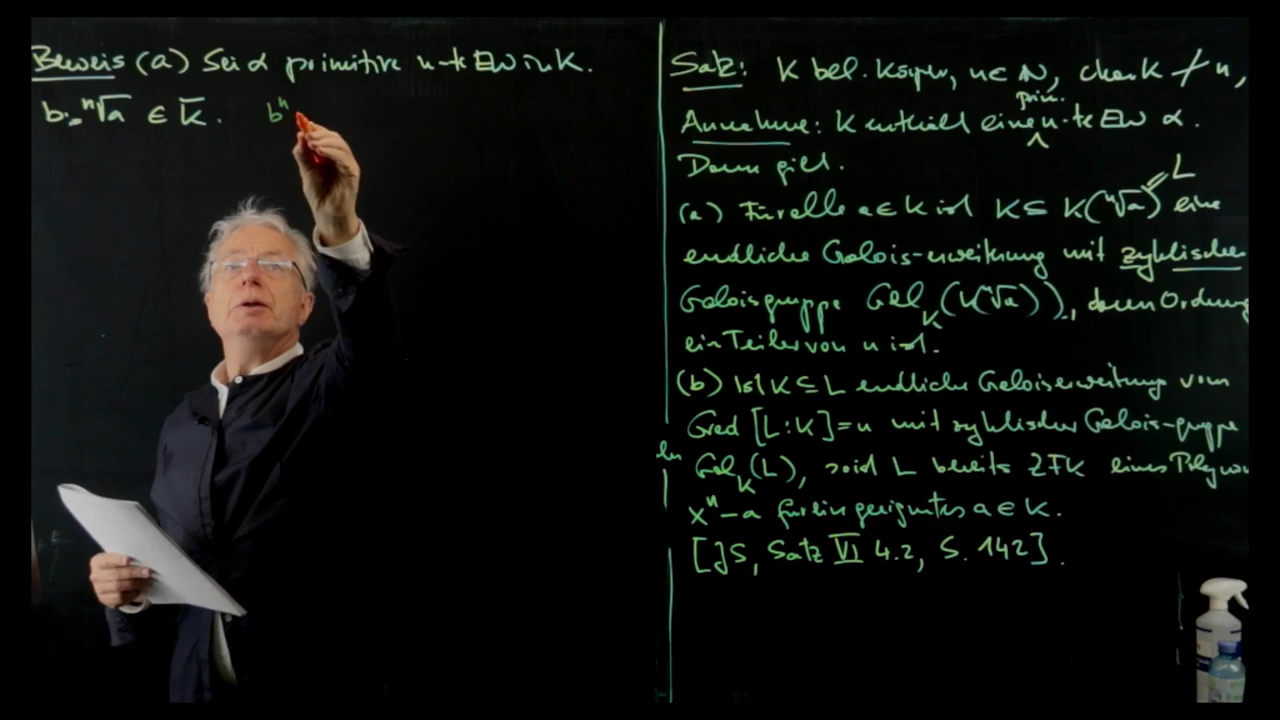 Beweis (a) Sei α primitive n-te EW in K.
b := ⁿ√a ∈ K̄. bⁿ
Satz: K bel. Körper, n ∈ ℕ, char K ∤ n,
Annahme: K enthält eine prim. n-te EW α.
Dann gilt.
(a) Für alle a ∈ K ist K ⊆ K(ⁿ√a) = L eine
endliche Galois-erweiterung mit zyklischer
Galoisgruppe Gal_K(K(ⁿ√a)), deren Ordnung
ein Teiler von n ist.
(b) Ist K ⊆ L endliche Galoiserweiterung vom
Grad [L:K]=n mit zyklischer Galois-gruppe
Gal_K(L), so ist L bereits ZFK eines Polynom
xⁿ - a für ein geeignetes a ∈ K.
[JS, Satz VI 4.2, S. 142].